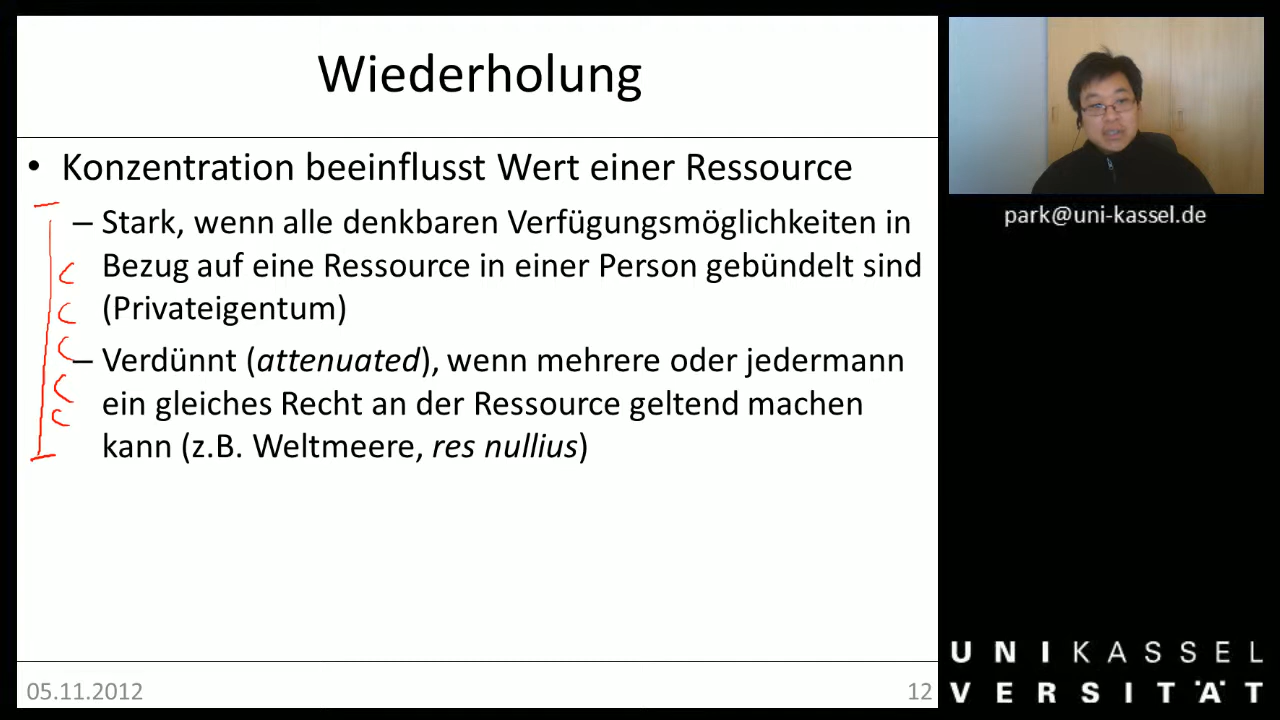 Wiederholung
• Konzentration beeinflusst Wert einer Ressource
– Stark, wenn alle denkbaren Verfügungsmöglichkeiten in
Bezug auf eine Ressource in einer Person gebündelt sind
(Privateigentum)
– Verdünnt (attenuated), wenn mehrere oder jedermann
ein gleiches Recht an der Ressource geltend machen
kann (z.B. Weltmeere, res nullius)
05.11.2012
12
park@uni-kassel.de
UNIKASSEL
VERSITÄT